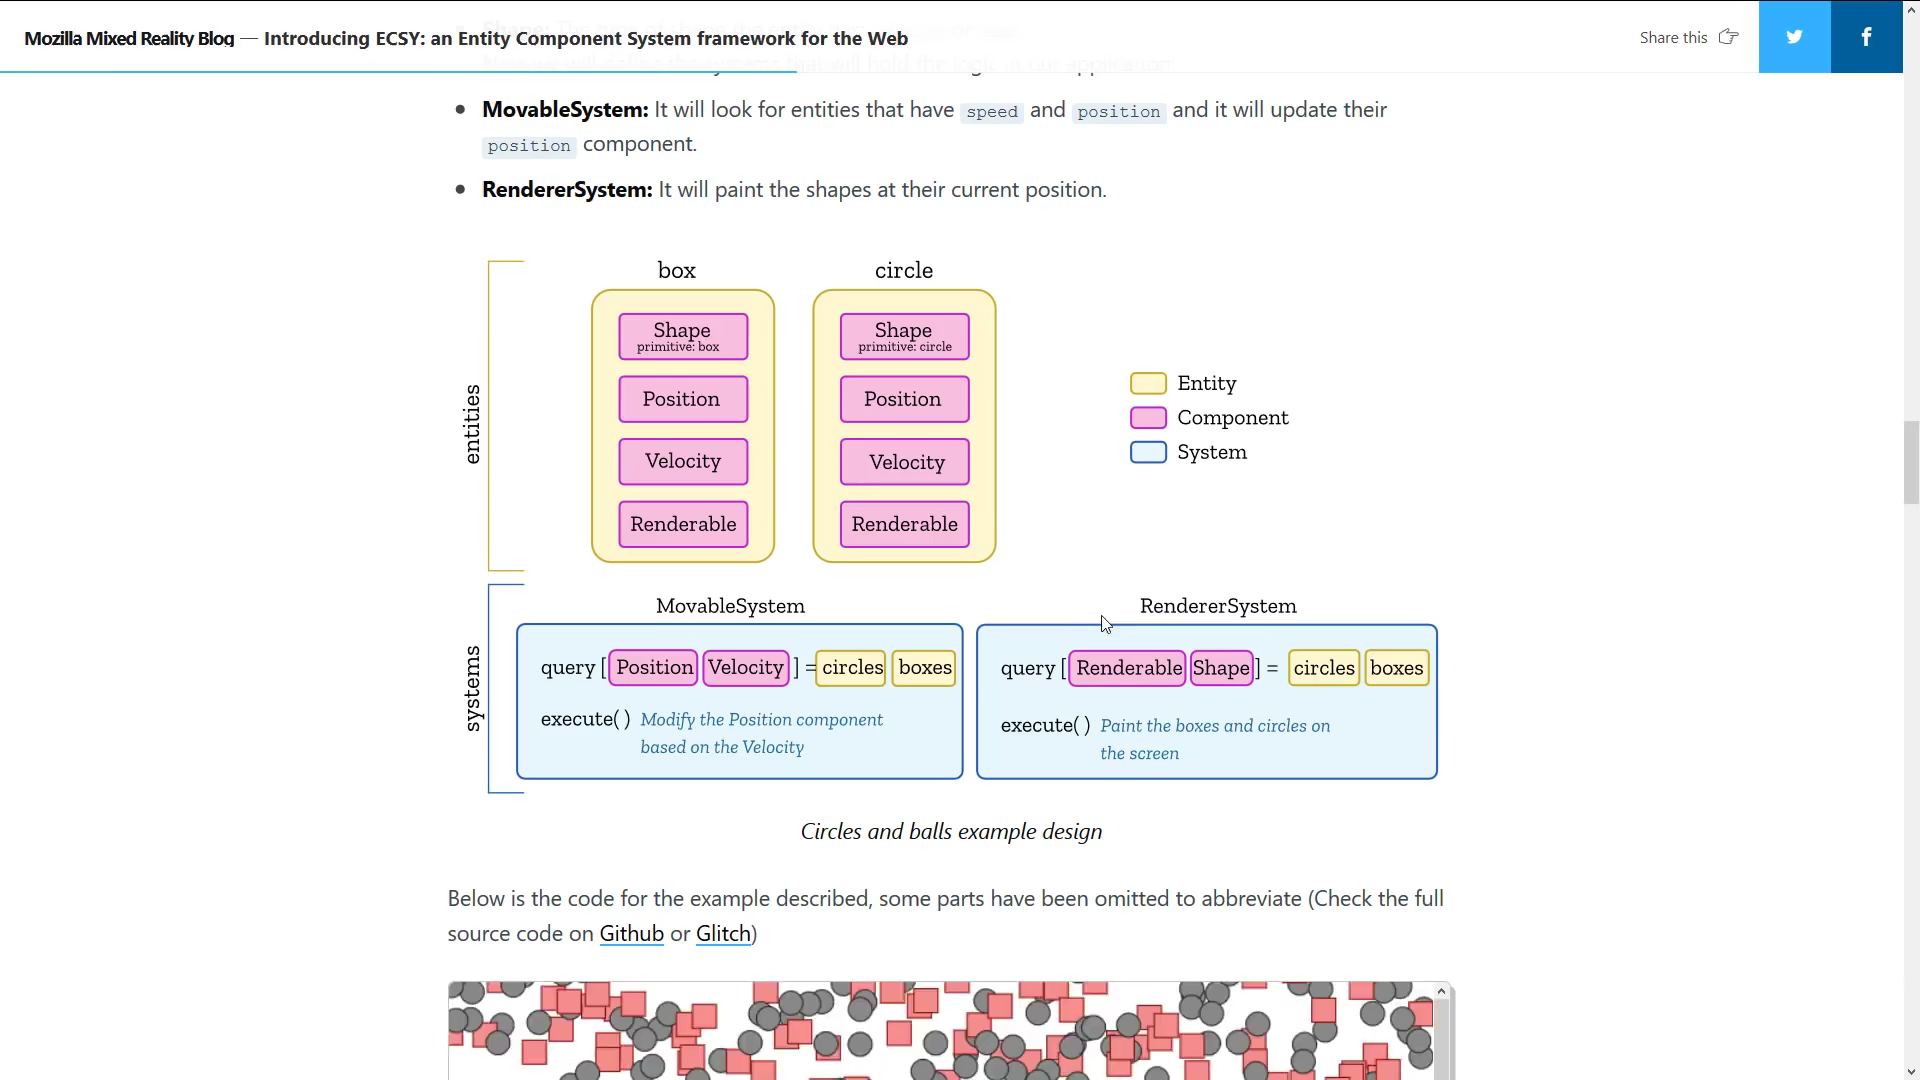 Mozilla Mixed Reality Blog — Introducing ECSY: an Entity Component System framework for the Web
Share this
MovableSystem: It will look for entities that have speed and position and it will update their
position component.
RendererSystem: It will paint the shapes at their current position.
box
circle
Shape
primitive: box
Position
Velocity
Renderable
Shape
primitive: circle
Position
Velocity
Renderable
entities
Entity
Component
System
systems
MovableSystem
query [ Position Velocity ] = circles boxes
execute( ) Modify the Position component
based on the Velocity
RendererSystem
query [ Renderable Shape ] = circles boxes
execute( ) Paint the boxes and circles on
the screen
Circles and balls example design
Below is the code for the example described, some parts have been omitted to abbreviate (Check the full
source code on Github or Glitch)